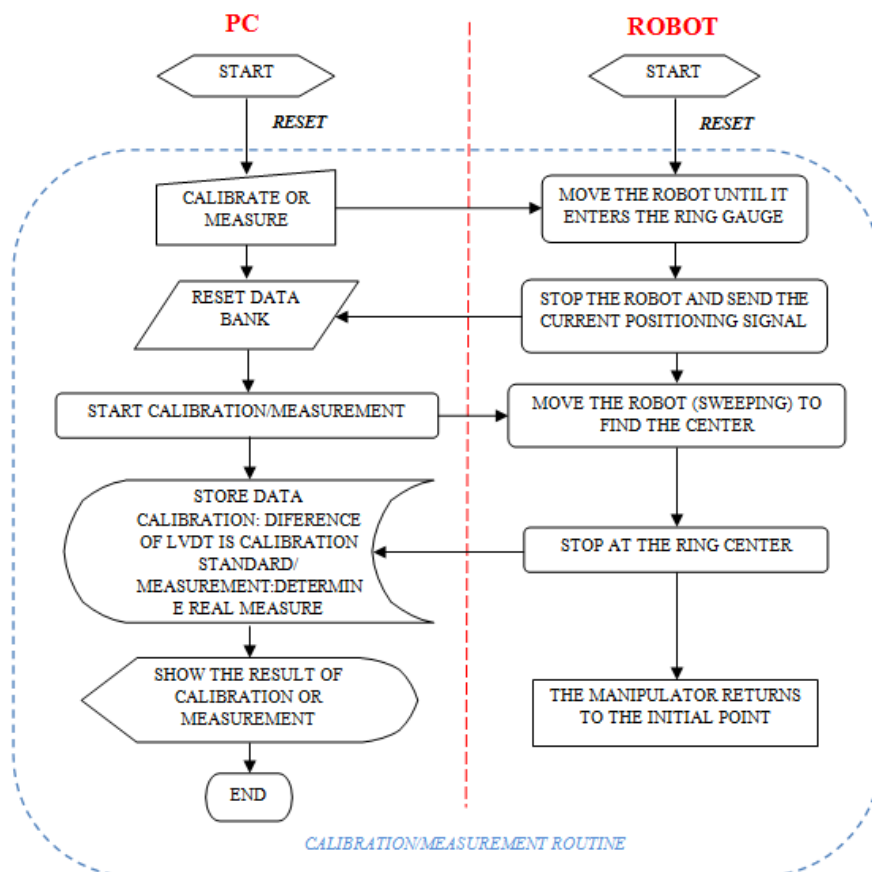 PC
ROBOT
START
START
RESET
RESET
CALIBRATE OR
MEASURE
MOVE THE ROBOT UNTIL IT
ENTERS THE RING GAUGE
RESET DATA
BANK
STOP THE ROBOT AND SEND THE
CURRENT POSITIONING SIGNAL
START CALIBRATION/MEASUREMENT
MOVE THE ROBOT (SWEEPING) TO
FIND THE CENTER
STORE DATA
CALIBRATION: DIFERENCE
OF LVDT IS CALIBRATION
STANDARD/
MEASUREMENT:DETERMIN
E REAL MEASURE
STOP AT THE RING CENTER
SHOW THE RESULT OF
CALIBRATION OR
MEASUREMENT
THE MANIPULATOR RETURNS
TO THE INITIAL POINT
END
CALIBRATION/MEASUREMENT ROUTINE